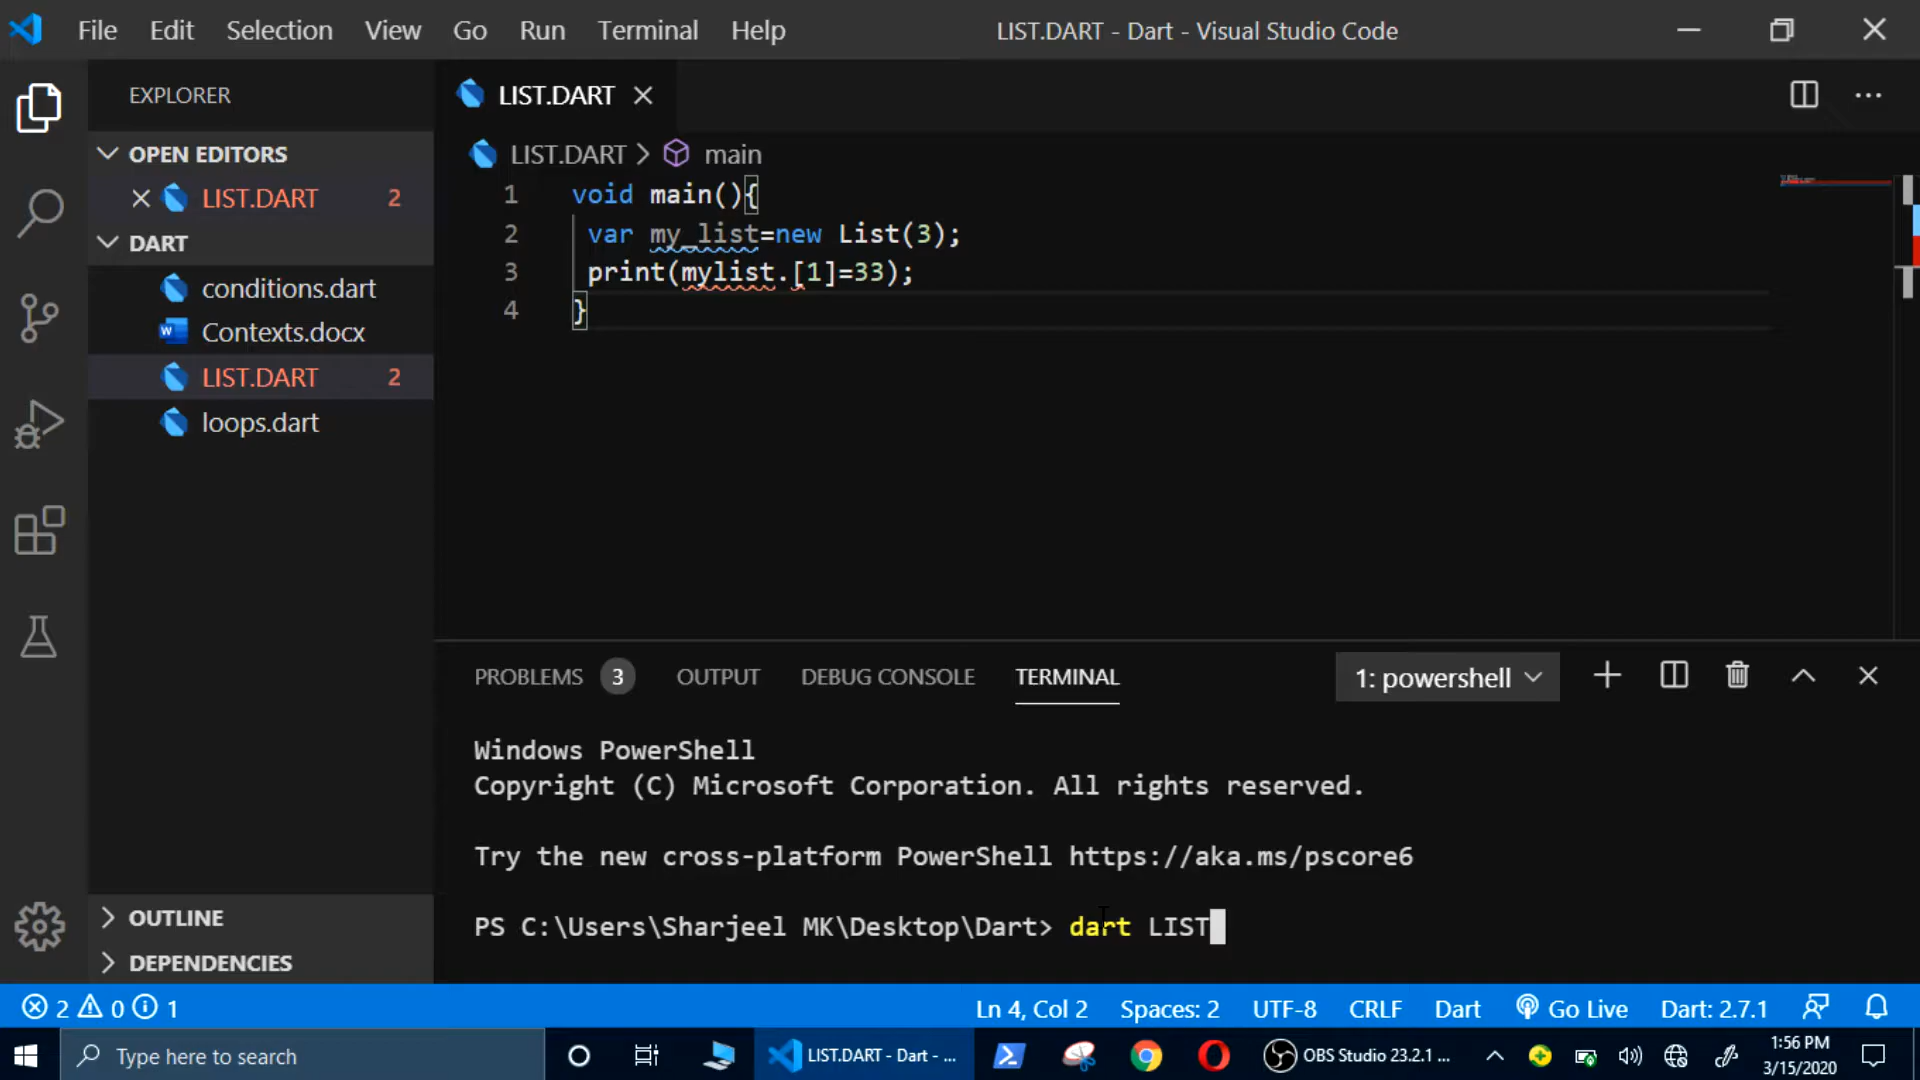 File Edit Selection View Go Run Terminal Help LIST.DART - Dart - Visual Studio Code
EXPLORER
OPEN EDITORS
LIST.DART 2
DART
conditions.dart
Contexts.docx
LIST.DART 2
loops.dart
OUTLINE
DEPENDENCIES
LIST.DART
LIST.DART main
1 void main(){
2 var my_list=new List(3);
3 print(mylist.[1]=33);
4 }
PROBLEMS 3 OUTPUT DEBUG CONSOLE TERMINAL 1: powershell
Windows PowerShell
Copyright (C) Microsoft Corporation. All rights reserved.
Try the new cross-platform PowerShell https://aka.ms/pscore6
PS C:\Users\Sharjeel MK\Desktop\Dart> dart LIST
2 0 1 Ln 4, Col 2 Spaces: 2 UTF-8 CRLF Dart Go Live Dart: 2.7.1
Type here to search LIST.DART - Dart - ... OBS Studio 23.2.1 ... 1:56 PM
3/15/2020